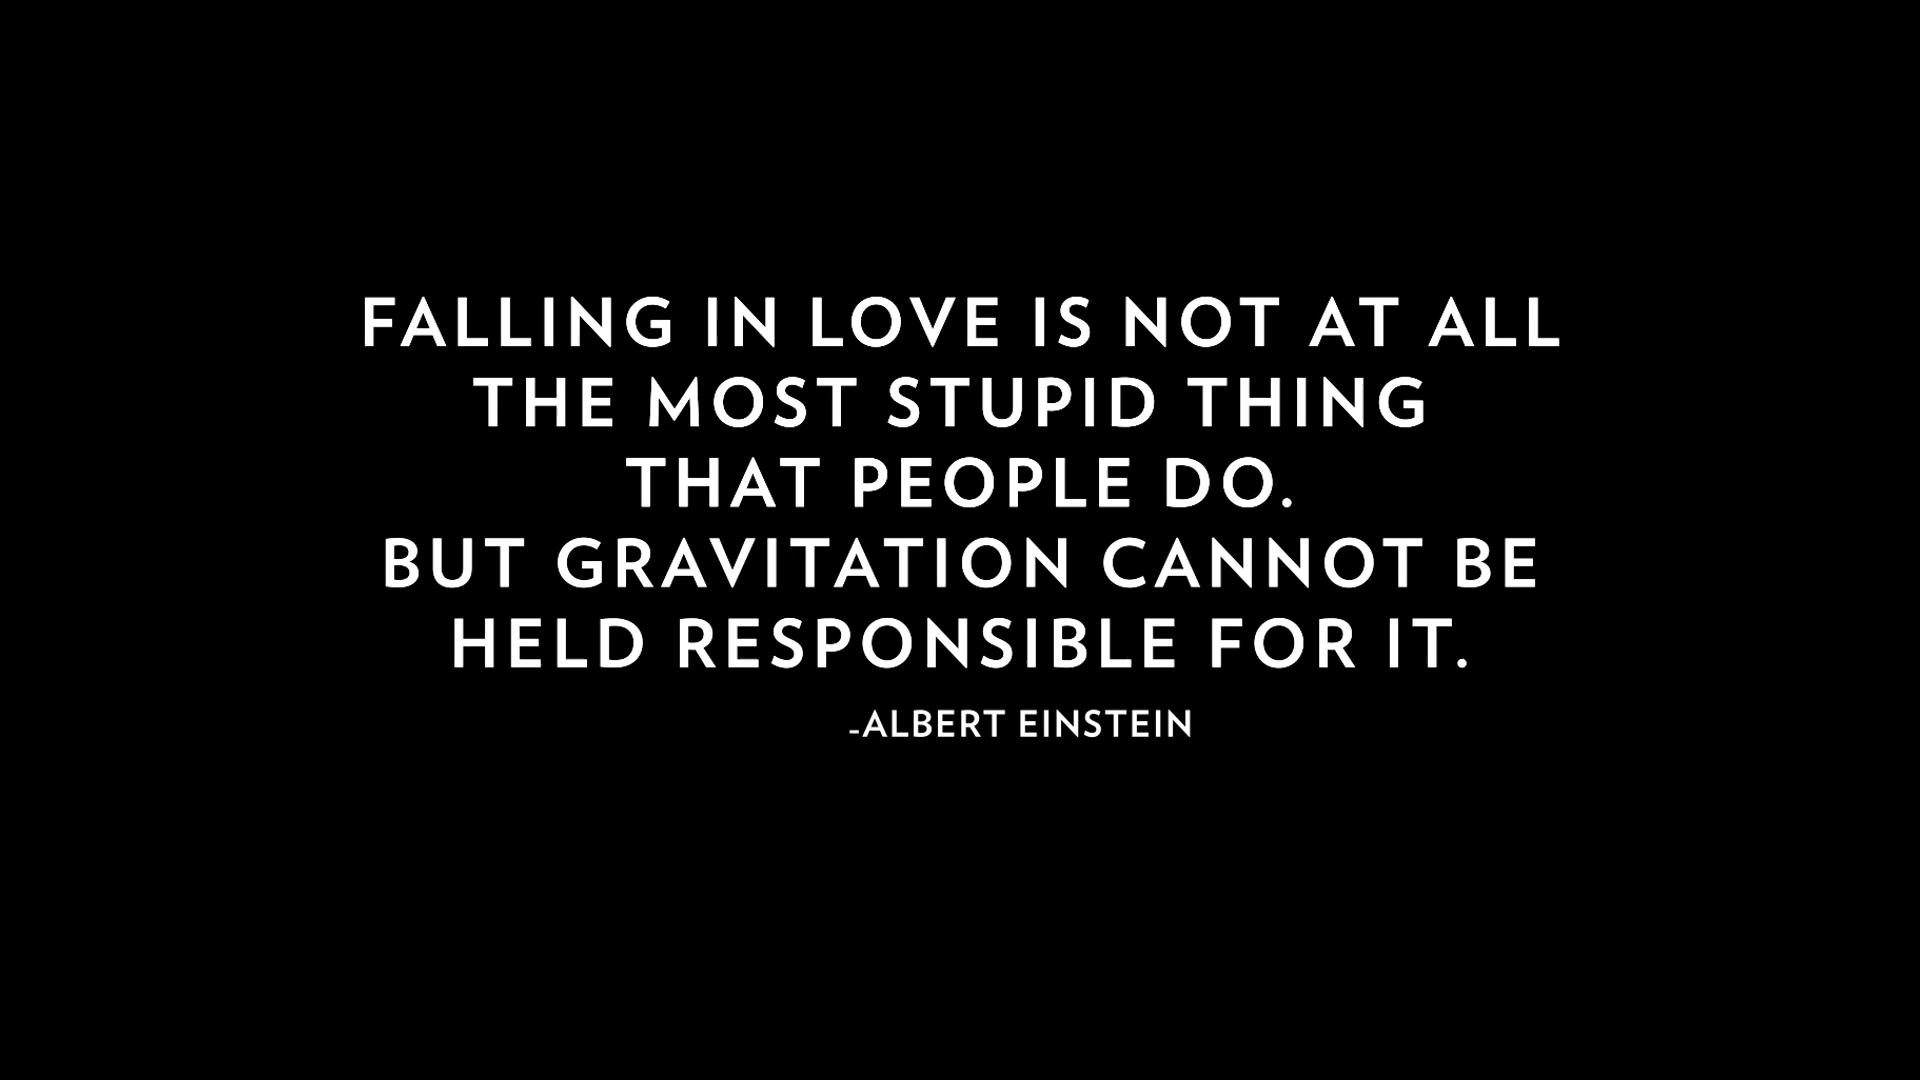 FALLING IN LOVE IS NOT AT ALL
THE MOST STUPID THING
THAT PEOPLE DO.
BUT GRAVITATION CANNOT BE
HELD RESPONSIBLE FOR IT.
-ALBERT EINSTEIN